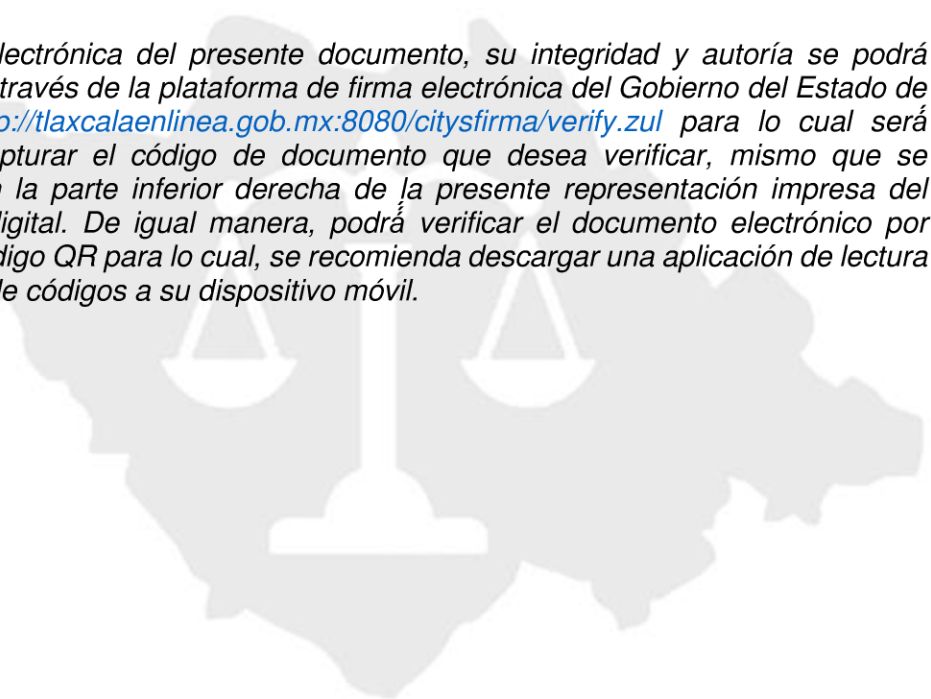 lectrónica del presente documento, su integridad y autoría se podrá
través de la plataforma de firma electrónica del Gobierno del Estado de
p://tlaxcalaenlinea.gob.mx:8080/citysfirma/verify.zul para lo cual será
pturar el código de documento que desea verificar, mismo que se
la parte inferior derecha de la presente representación impresa del
igital. De igual manera, podrá verificar el documento electrónico por
digo QR para lo cual, se recomienda descargar una aplicación de lectura
de códigos a su dispositivo móvil.